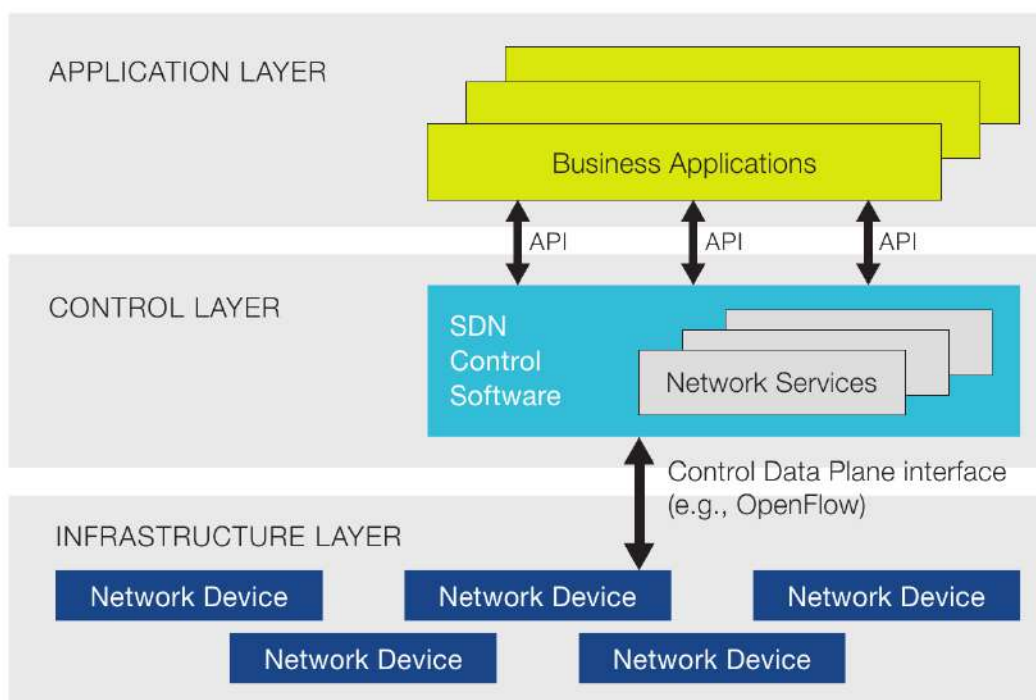 APPLICATION LAYER
Business Applications
API
API
API
CONTROL LAYER
SDN
Control
Software
Network Services
Control Data Plane interface
(e.g., OpenFlow)
INFRASTRUCTURE LAYER
Network Device
Network Device
Network Device
Network Device
Network Device